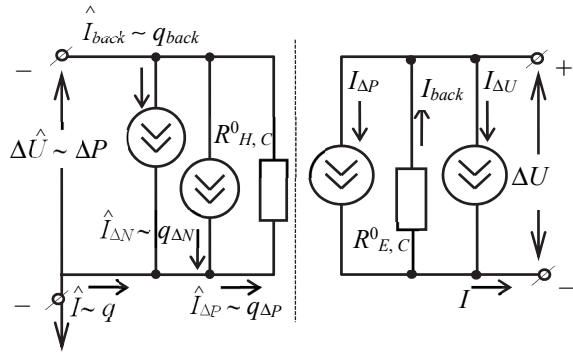 Î_back ~ q_back
− +
I_ΔP I_back I_ΔU
R⁰_H, C
ΔÛ ~ ΔP
ΔU
Î_ΔN ~ q_ΔN
R⁰_E, C
−
Î ~ q Î_ΔP ~ q_ΔP I −